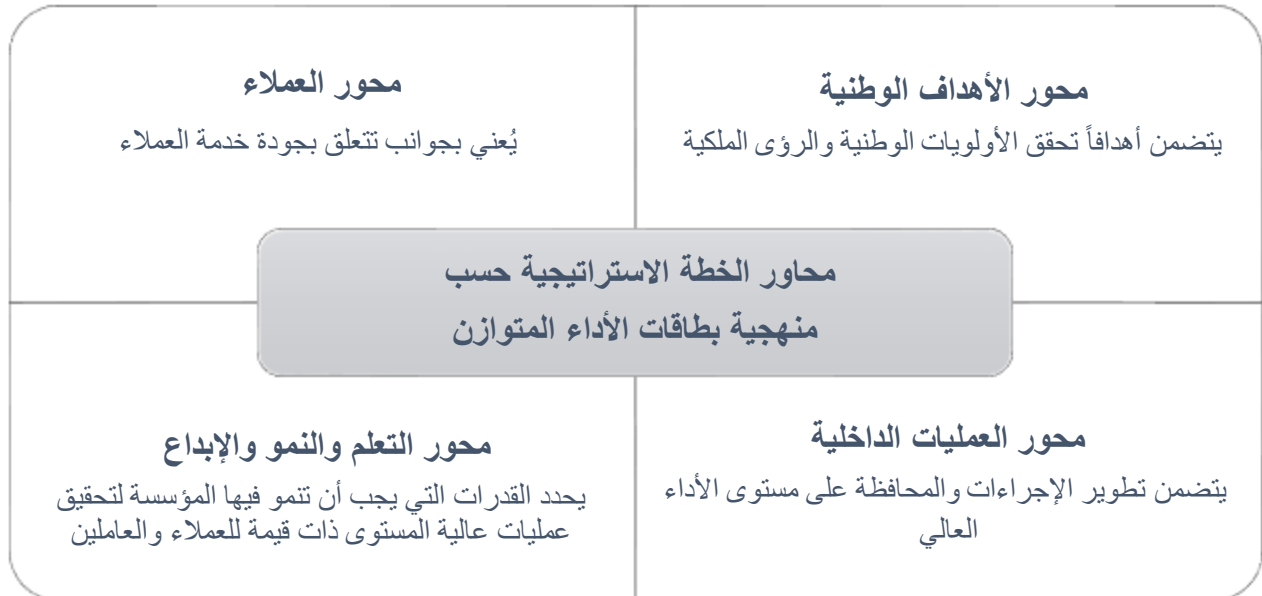 محور الأهداف الوطنية
يتضمن أهدافاً تحقق الأولويات الوطنية والرؤى الملكية
محور العملاء
يُعني بجوانب تتعلق بجودة خدمة العملاء
محاور الخطة الاستراتيجية حسب
منهجية بطاقات الأداء المتوازن
محور العمليات الداخلية
يتضمن تطوير الإجراءات والمحافظة على مستوى الأداء
العالي
محور التعلم والنمو والإبداع
يحدد القدرات التي يجب أن تنمو فيها المؤسسة لتحقيق
عمليات عالية المستوى ذات قيمة للعملاء والعاملين